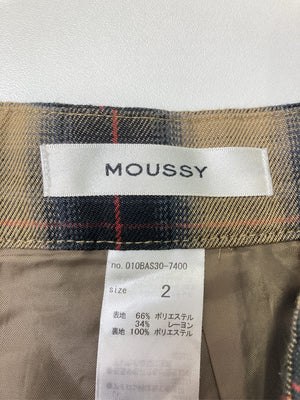 MOUSSY
no. 010BAS30-7400
size 2
表地 66% ポリエステル
34% レーヨン
裏地 100% ポリエステル